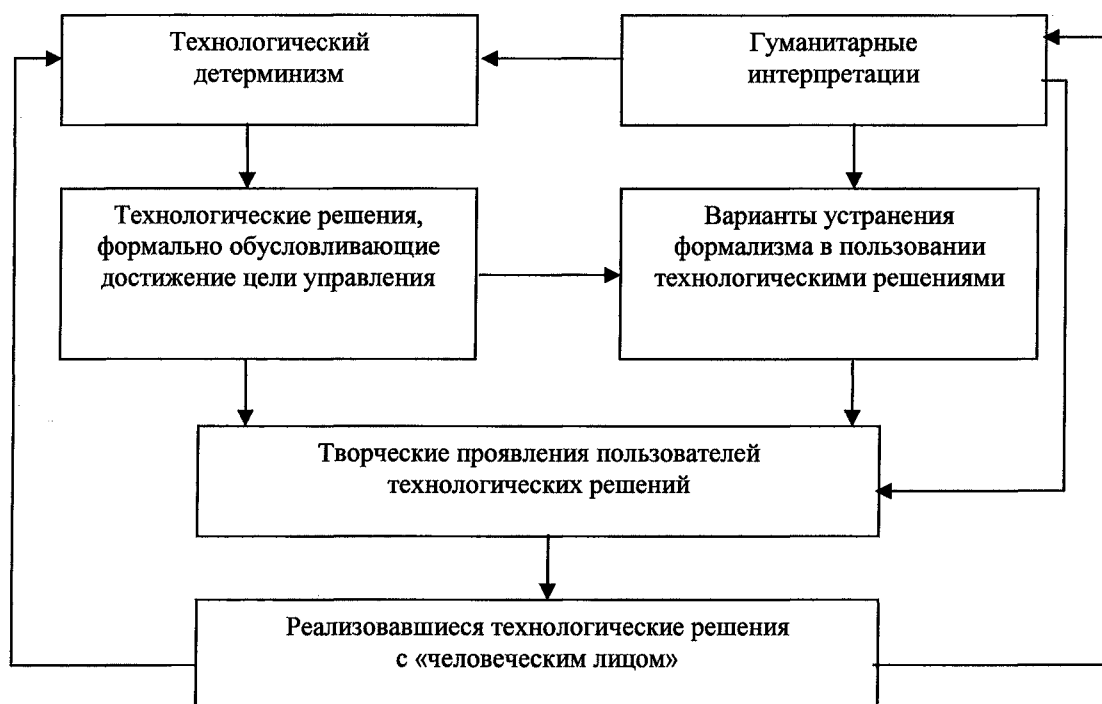 Технологический
детерминизм
Гуманитарные
интерпретации
Технологические решения,
формально обусловливающие
достижение цели управления
Варианты устранения
формализма в пользовании
технологическими решениями
Творческие проявления пользователей
технологических решений
Реализовавшиеся технологические решения
с «человеческим лицом»